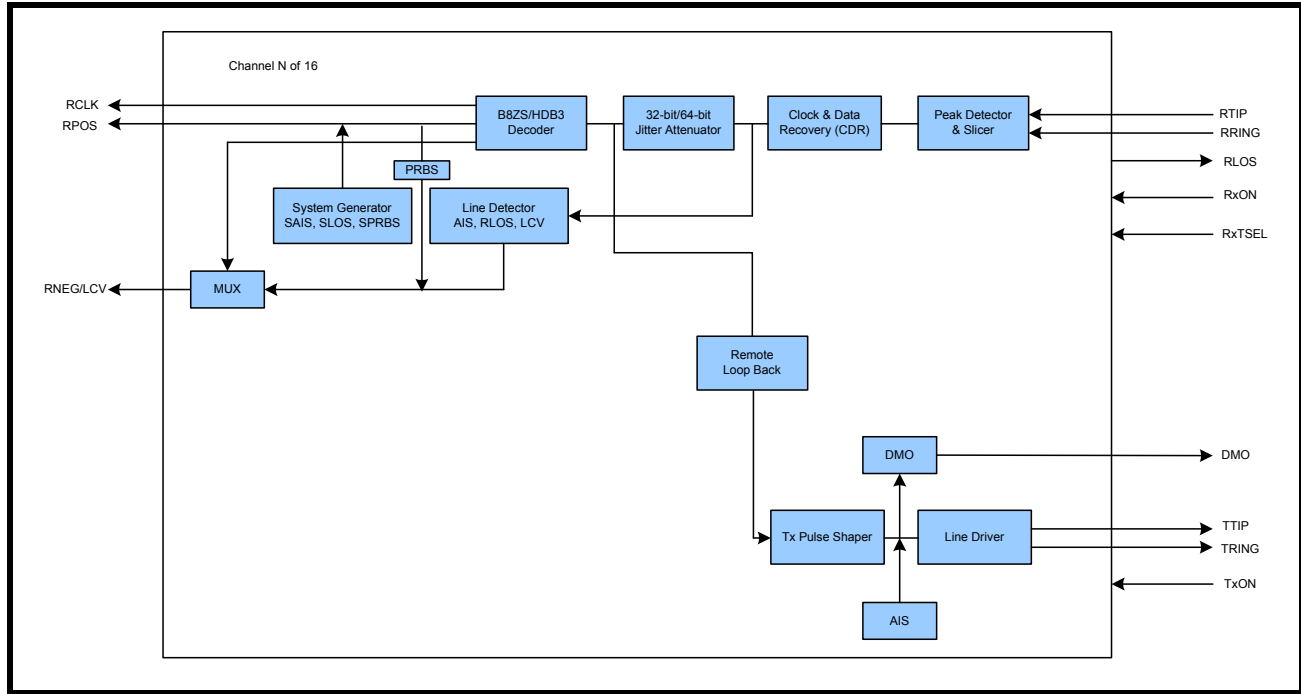 Channel N of 16
RCLK
RPOS
B8ZS/HDB3
Decoder
32-bit/64-bit
Jitter Attenuator
Clock & Data
Recovery (CDR)
Peak Detector
& Slicer
RTIP
RRING
RLOS
PRBS
RxON
System Generator
SAIS, SLOS, SPRBS
Line Detector
AIS, RLOS, LCV
RxTSEL
RNEG/LCV
MUX
Remote
Loop Back
DMO
DMO
Tx Pulse Shaper
Line Driver
TTIP
TRING
TxON
AIS